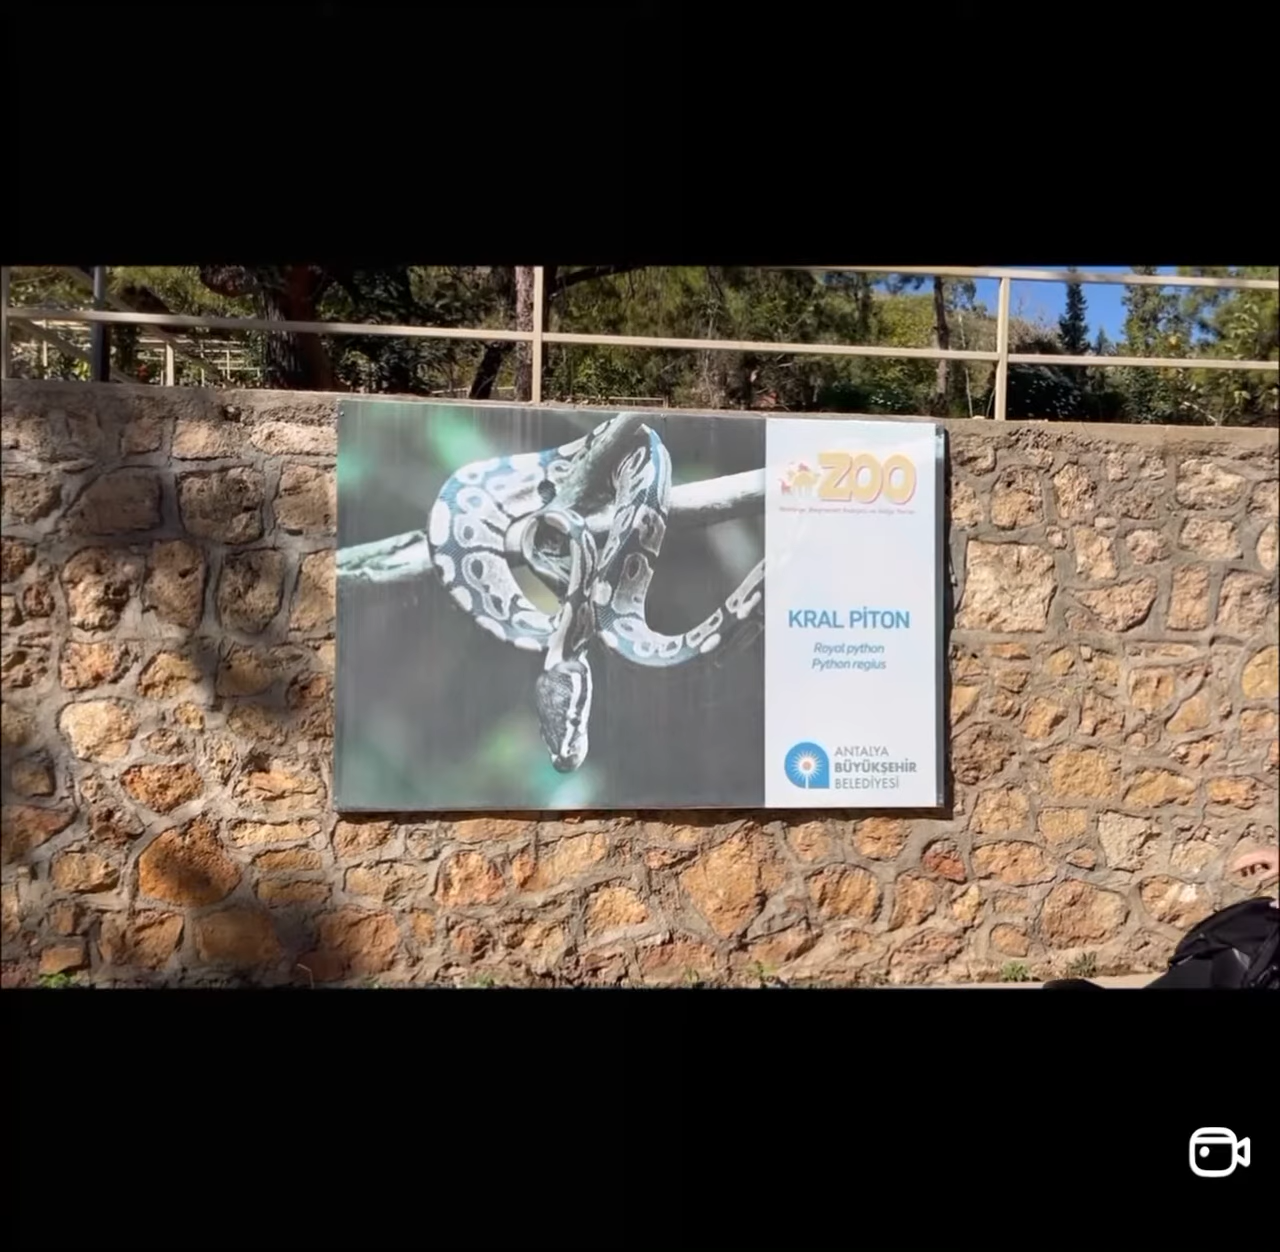 ZOO
KRAL PİTON
Royal python
Python regius
ANTALYA
BÜYÜKŞEHİR
BELEDİYESİ